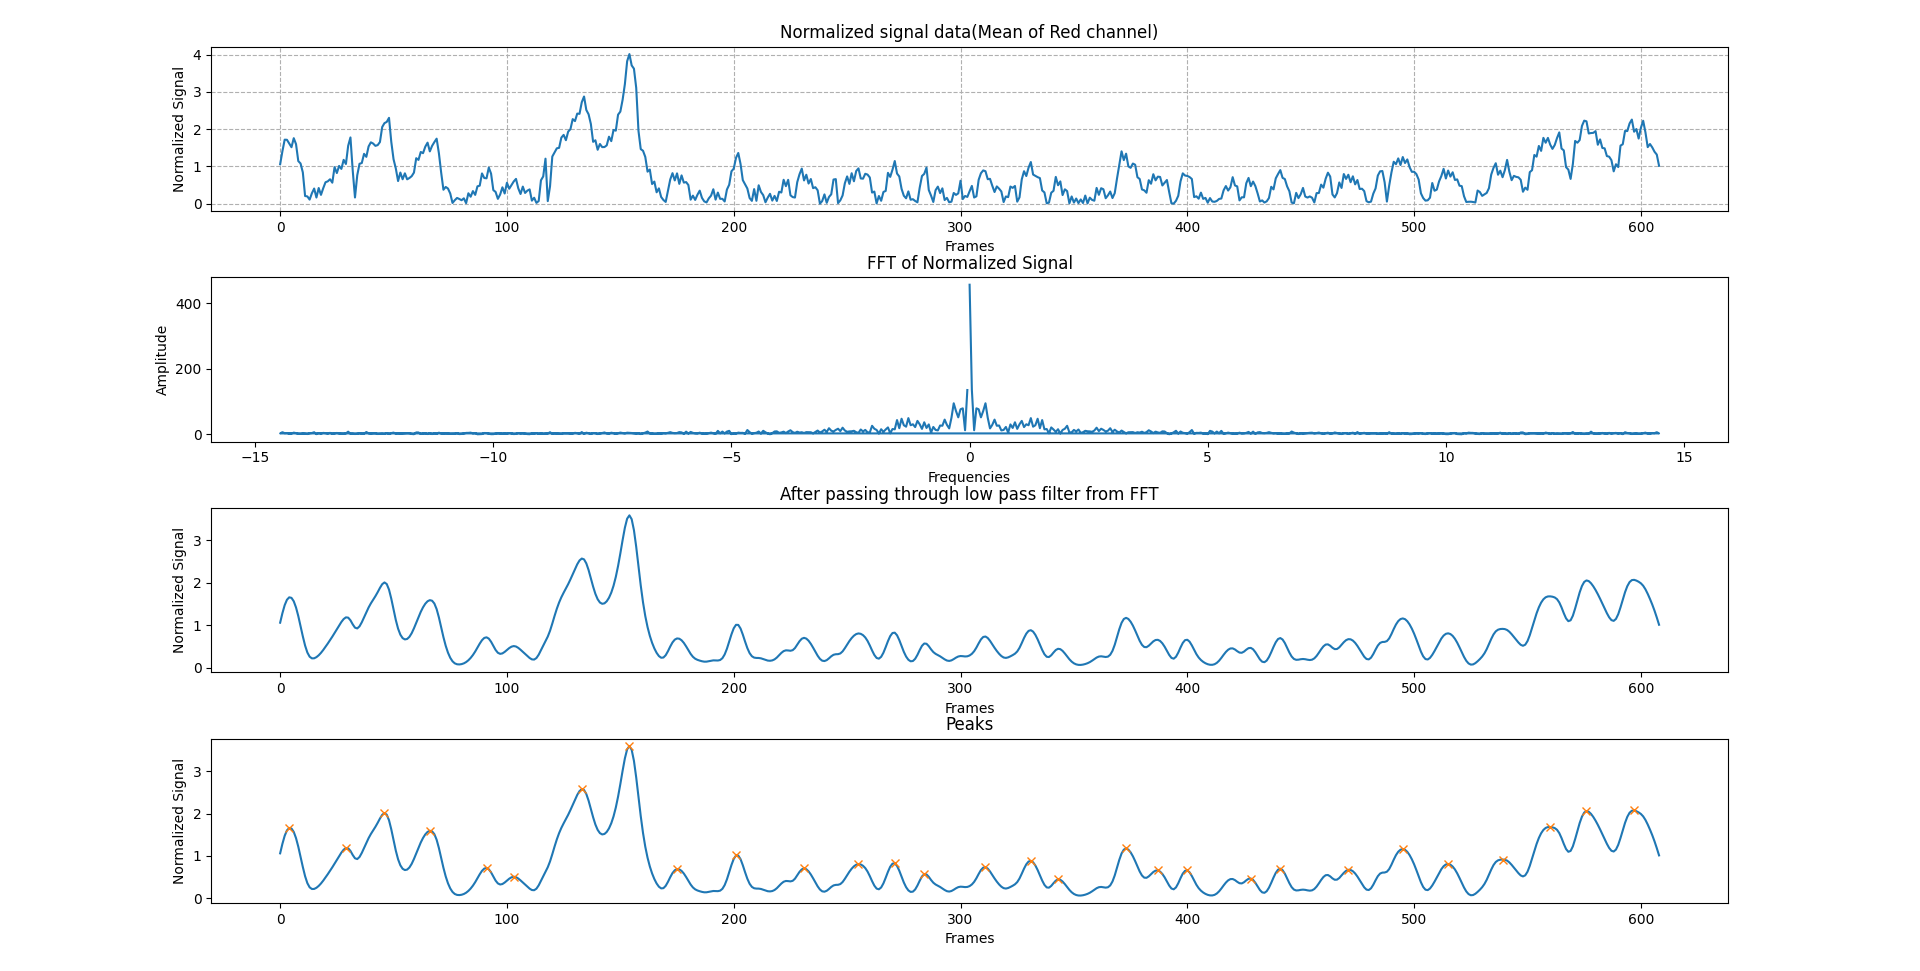 Normalized signal data(Mean of Red channel)
Normalized Signal
4
3
2
1
0
0 100 200 300 400 500 600
Frames
FFT of Normalized Signal
Amplitude
400
200
0
−15 −10 −5 0 5 10 15
Frequencies
After passing through low pass filter from FFT
Normalized Signal
3
2
1
0
0 100 200 300 400 500 600
Frames
Peaks
Normalized Signal
3
2
1
0
0 100 200 300 400 500 600
Frames